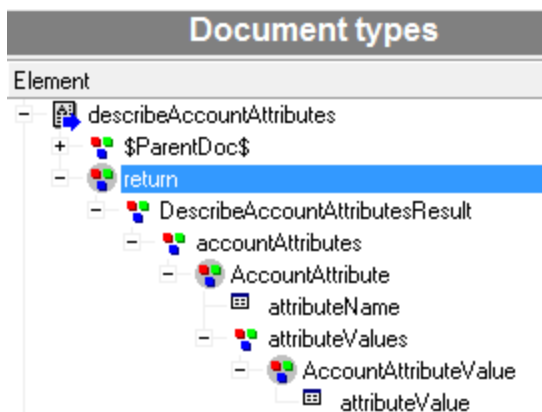 Document types
Element
describeAccountAttributes
$ParentDoc$
return
DescribeAccountAttributesResult
accountAttributes
AccountAttribute
attributeName
attributeValues
AccountAttributeValue
attributeValue